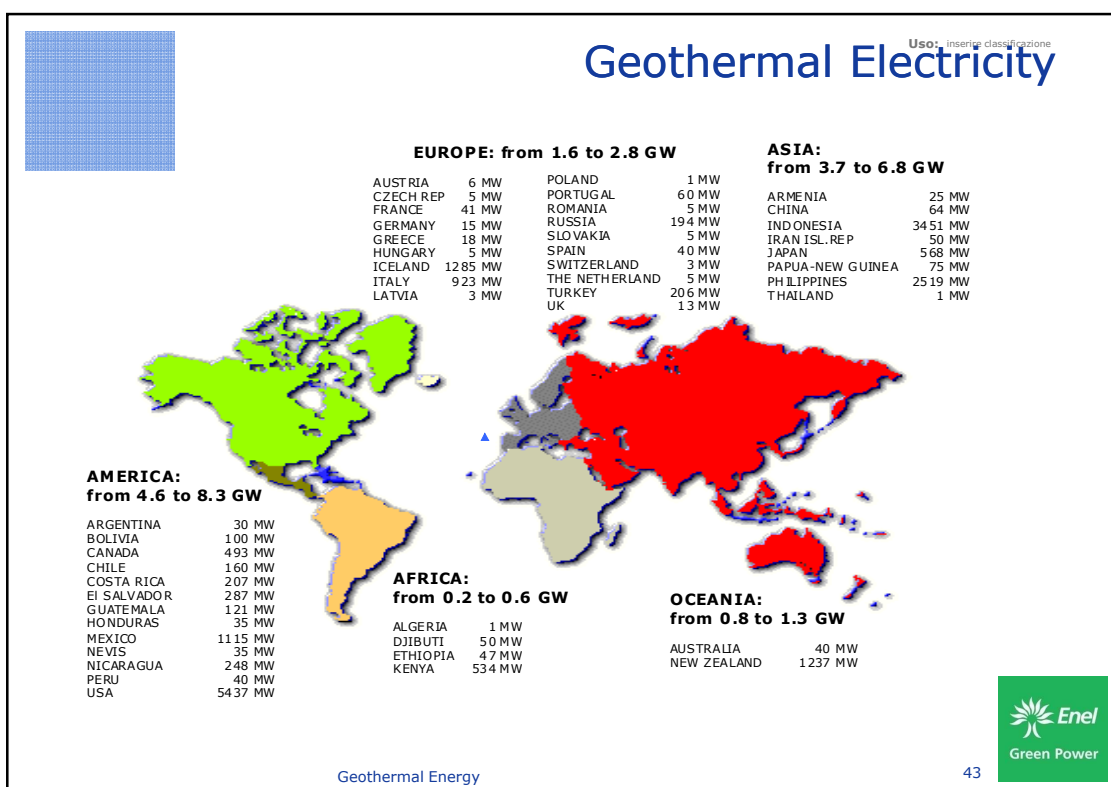 Uso: inserire classificazione
Geothermal Electricity
EUROPE: from 1.6 to 2.8 GW
AUSTRIA 6 MW
CZECH REP 5 MW
FRANCE 41 MW
GERMANY 15 MW
GREECE 18 MW
HUNGARY 5 MW
ICELAND 1285 MW
ITALY 923 MW
LATVIA 3 MW
POLAND 1 MW
PORTUGAL 60 MW
ROMANIA 5 MW
RUSSIA 194 MW
SLOVAKIA 5 MW
SPAIN 40 MW
SWITZERLAND 3 MW
THE NETHERLAND 5 MW
TURKEY 206 MW
UK 13 MW
ASIA:
from 3.7 to 6.8 GW
ARMENIA 25 MW
CHINA 64 MW
INDONESIA 3451 MW
IRAN ISL.REP 50 MW
JAPAN 568 MW
PAPUA-NEW GUINEA 75 MW
PHILIPPINES 2519 MW
THAILAND 1 MW
AMERICA:
from 4.6 to 8.3 GW
ARGENTINA 30 MW
BOLIVIA 100 MW
CANADA 493 MW
CHILE 160 MW
COSTA RICA 207 MW
El SALVADOR 287 MW
GUATEMALA 121 MW
HONDURAS 35 MW
MEXICO 1115 MW
NEVIS 35 MW
NICARAGUA 248 MW
PERU 40 MW
USA 5437 MW
AFRICA:
from 0.2 to 0.6 GW
ALGERIA 1 MW
DJIBUTI 50 MW
ETHIOPIA 47 MW
KENYA 534 MW
OCEANIA:
from 0.8 to 1.3 GW
AUSTRALIA 40 MW
NEW ZEALAND 1237 MW
Enel
Green Power
Geothermal Energy
43